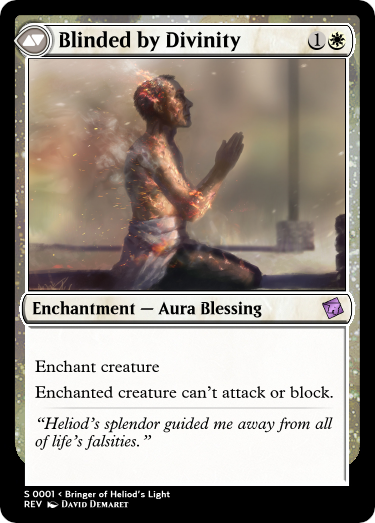 Blinded by Divinity 1
Enchantment — Aura Blessing
Enchant creature
Enchanted creature can't attack or block.
“Heliod's splendor guided me away from all
of life's falsities.”
S 0001 < Bringer of Heliod's Light
REV David Demaret